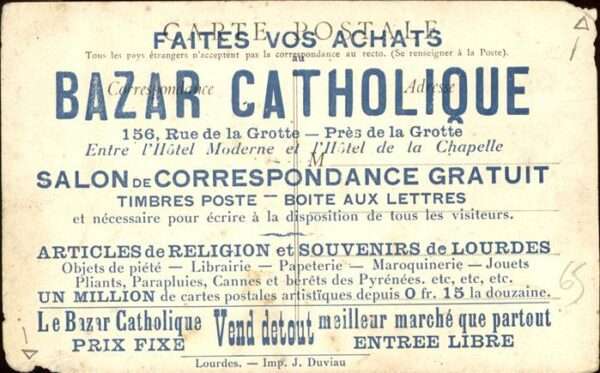 CARTE POSTALE
FAITES VOS ACHATS
Tous les pays étrangers n'acceptent pas la correspondance au recto. (Se renseigner à la Poste).
au
Correspondance Adresse
BAZAR CATHOLIQUE
156, Rue de la Grotte — Près de la Grotte
Entre l'Hôtel Moderne et l'Hôtel de la Chapelle
M
SALON DE CORRESPONDANCE GRATUIT
TIMBRES POSTE — BOITE AUX LETTRES
et nécessaire pour écrire à la disposition de tous les visiteurs.
ARTICLES de RELIGION et SOUVENIRS de LOURDES
Objets de piété — Librairie — Papeterie — Maroquinerie — Jouets
Pliants, Parapluies, Cannes et bérêts des Pyrénées. etc, etc, etc.
UN MILLION de cartes postales artistiques depuis 0 fr. 15 la douzaine.
Le Bazar Catholique Vend de tout meilleur marché que partout
PRIX FIXE ENTREE LIBRE
Lourdes. — Imp. J. Duviau
65